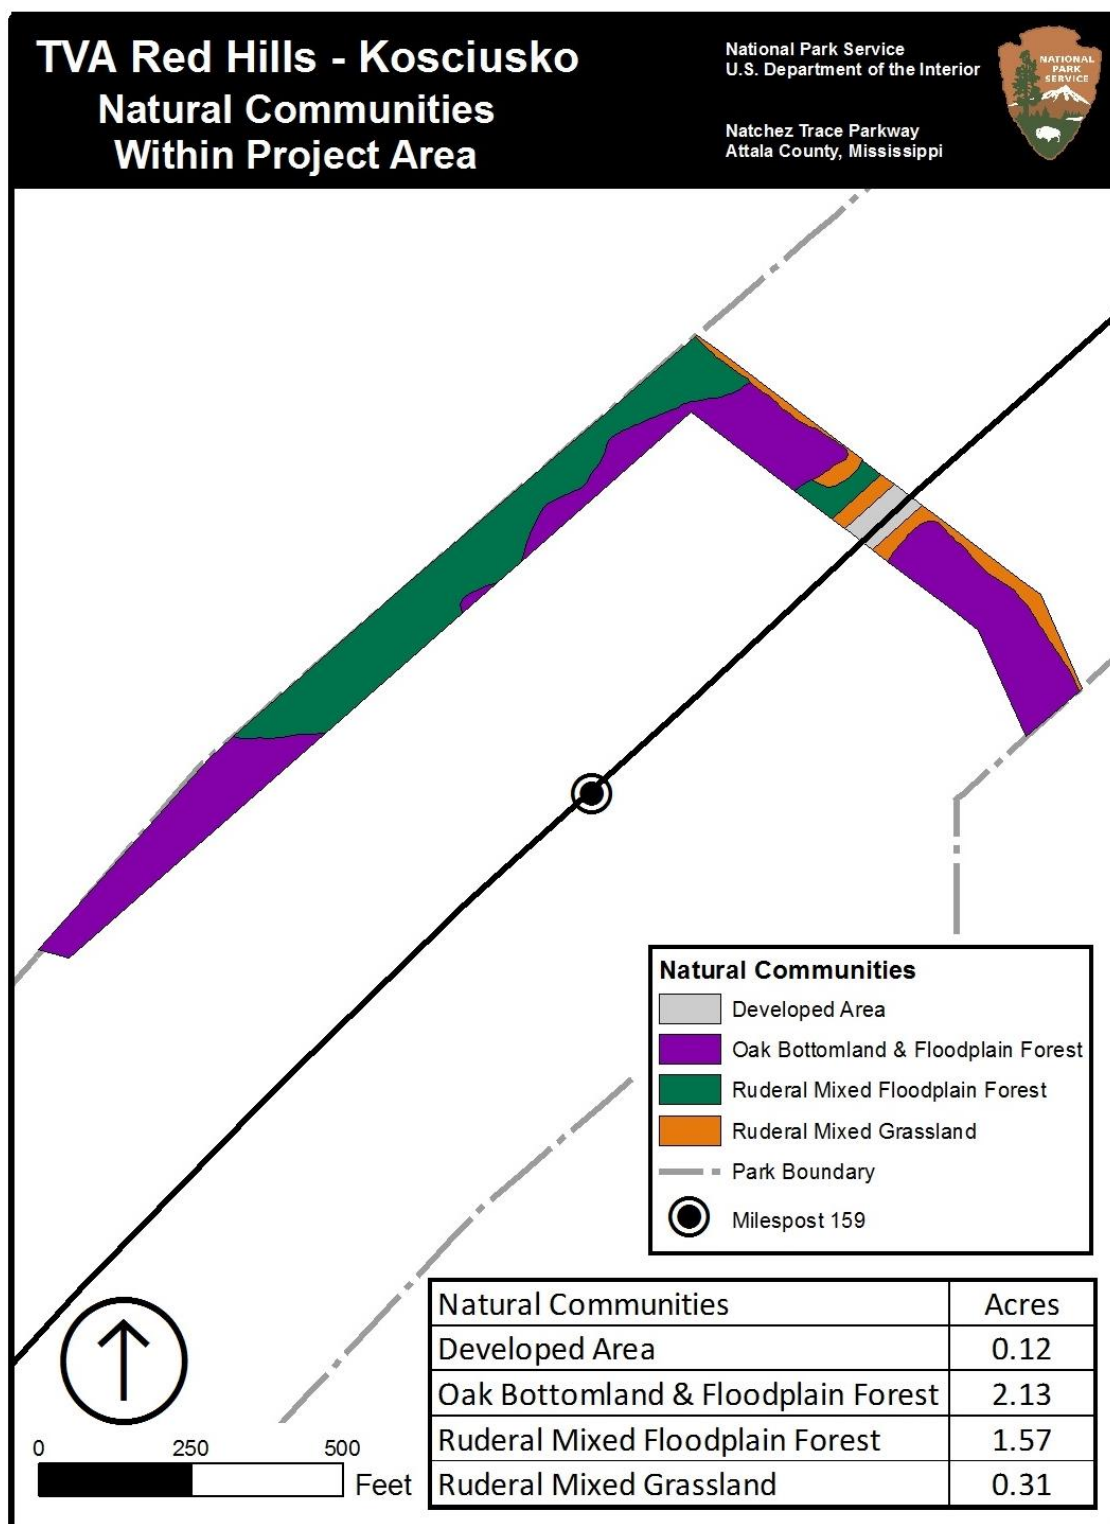 TVA Red Hills - Kosciusko
Natural Communities
Within Project Area
National Park Service
U.S. Department of the Interior
Natchez Trace Parkway
Attala County, Mississippi
NATIONAL
PARK
SERVICE
Natural Communities
Developed Area
Oak Bottomland & Floodplain Forest
Ruderal Mixed Floodplain Forest
Ruderal Mixed Grassland
Park Boundary
Milespost 159
Natural Communities Acres
Developed Area 0.12
Oak Bottomland & Floodplain Forest 2.13
Ruderal Mixed Floodplain Forest 1.57
Ruderal Mixed Grassland 0.31
0 250 500
Feet